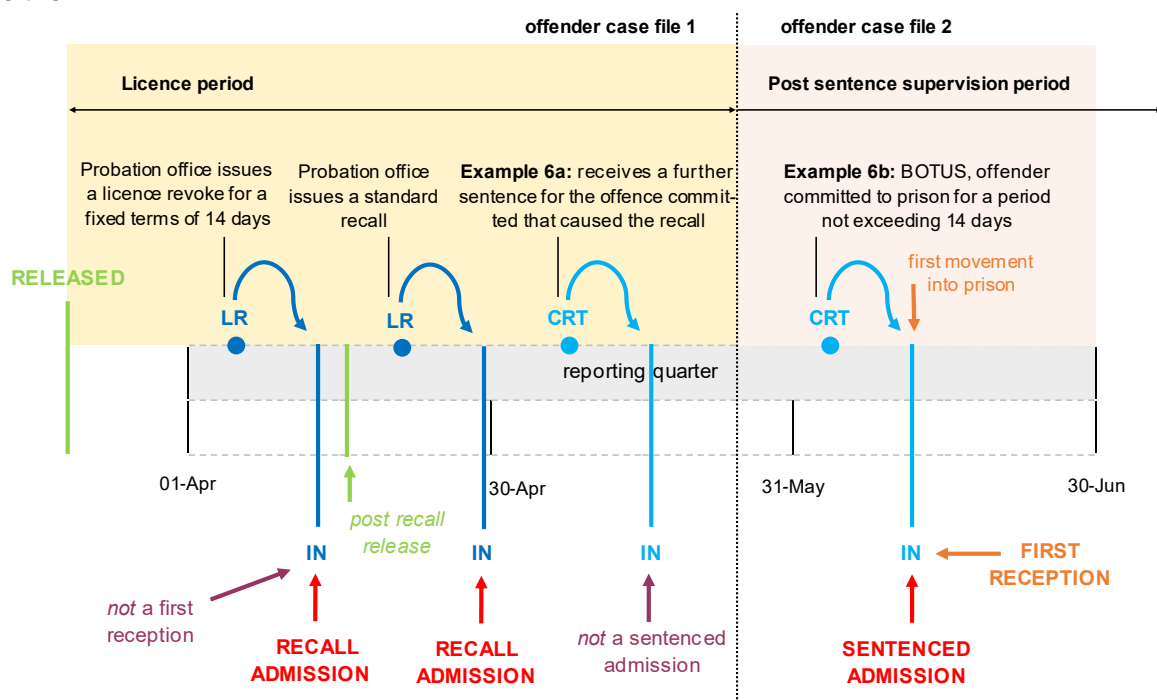 offender case file 1
offender case file 2
Licence period
Post sentence supervision period
Probation office issues
a licence revoke for a
fixed terms of 14 days
Probation office
issues a standard
recall
Example 6a: receives a further
sentence for the offence commit-
ted that caused the recall
Example 6b: BOTUS, offender
committed to prison for a period
not exceeding 14 days
RELEASED
first movement
into prison
LR
LR
CRT
CRT
reporting quarter
01-Apr
30-Apr
31-May
30-Jun
post recall
release
IN
IN
IN
IN
FIRST
RECEPTION
not a first
reception
RECALL
ADMISSION
RECALL
ADMISSION
not a sentenced
admission
SENTENCED
ADMISSION